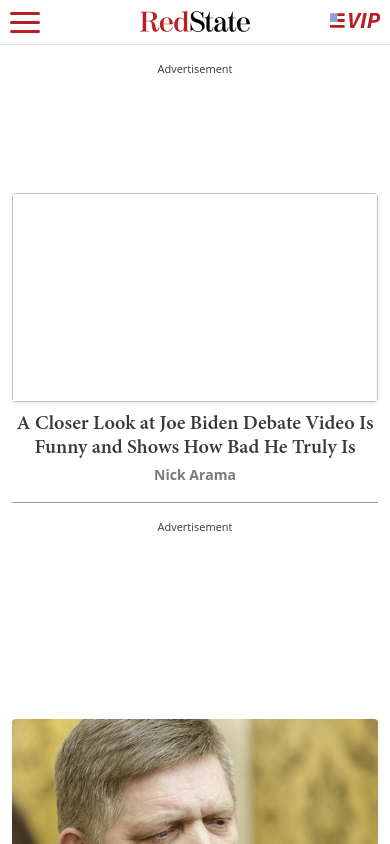 RedState
VIP
Advertisement
A Closer Look at Joe Biden Debate Video Is
Funny and Shows How Bad He Truly Is
Nick Arama
Advertisement